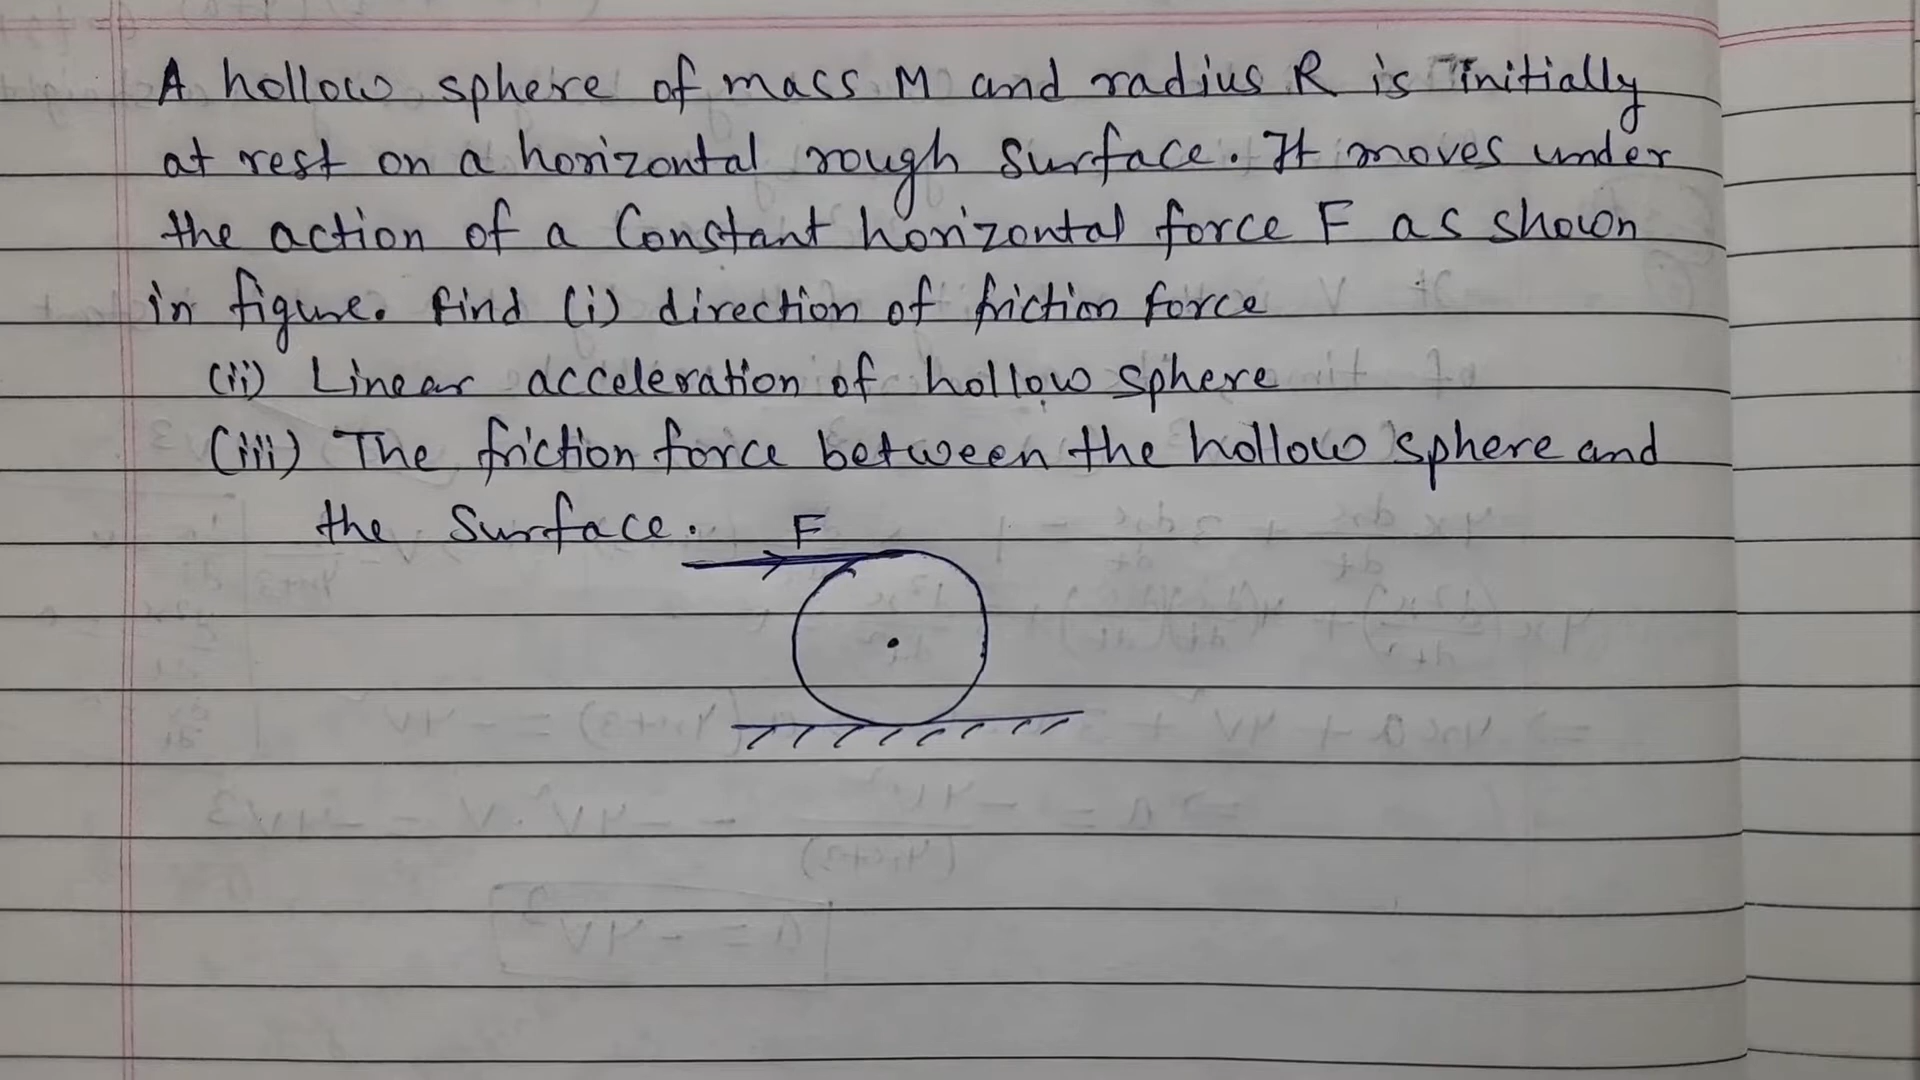 A hollow sphere of mass M and radius R is initially
at rest on a horizontal rough surface. It moves under
the action of a constant horizontal force F as shown
in figure. find (i) direction of friction force
(ii) Linear acceleration of hollow sphere
(iii) The friction force between the hollow sphere and
the surface.
F